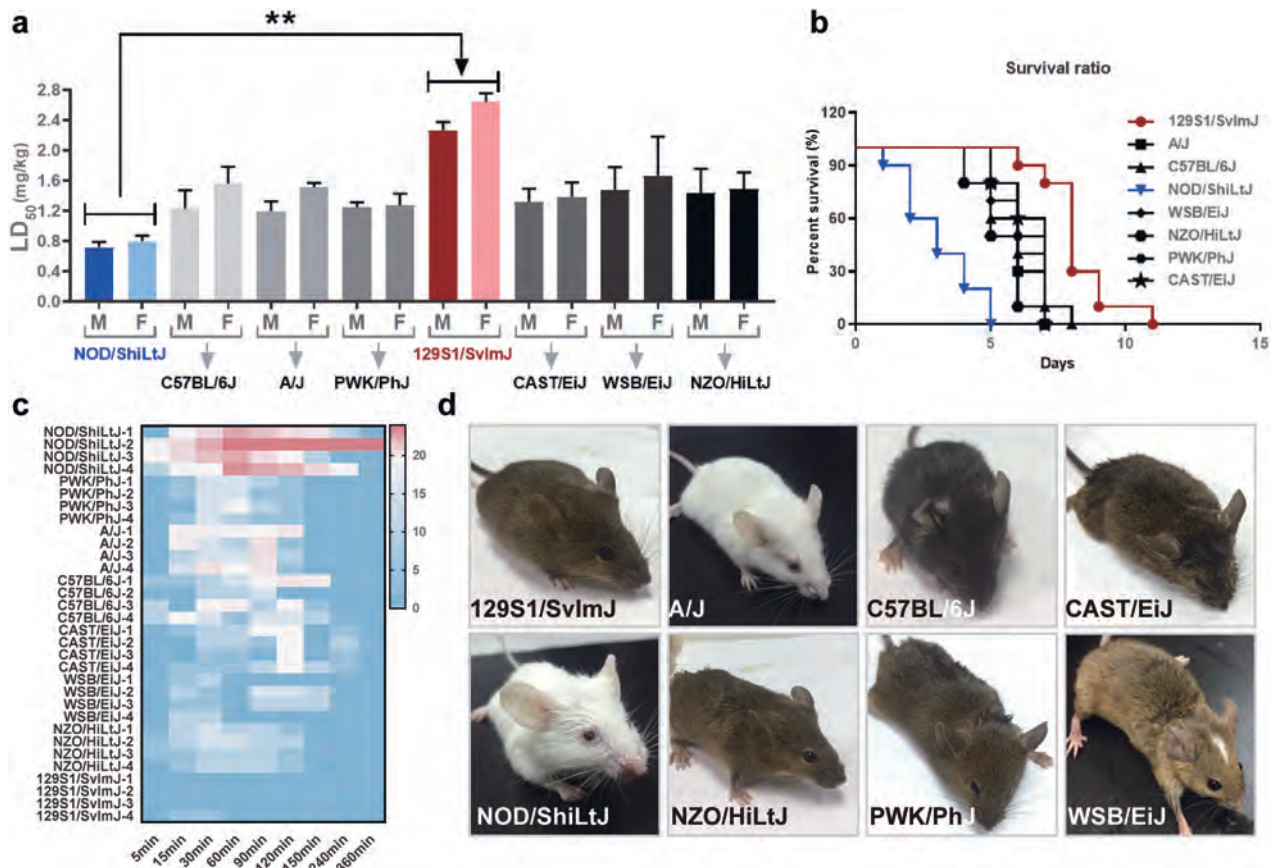 a
**
LD50 (mg/kg)
2.8
2.4
2.0
1.6
1.2
0.8
0.4
0.0
M F M F M F M F M F M F M F M F
NOD/ShiLtJ
129S1/SvImJ
C57BL/6J A/J PWK/PhJ CAST/EiJ WSB/EiJ NZO/HiLtJ
b
Survival ratio
Percent survival (%)
120
90
60
30
0
0 5 10 15
Days
129S1/SvImJ
A/J
C57BL/6J
NOD/ShiLtJ
WSB/EiJ
NZO/HiLtJ
PWK/PhJ
CAST/EiJ
c
NOD/ShiLtJ-1
NOD/ShiLtJ-2
NOD/ShiLtJ-3
NOD/ShiLtJ-4
PWK/PhJ-1
PWK/PhJ-2
PWK/PhJ-3
PWK/PhJ-4
A/J-1
A/J-2
A/J-3
A/J-4
C57BL/6J-1
C57BL/6J-2
C57BL/6J-3
C57BL/6J-4
CAST/EiJ-1
CAST/EiJ-2
CAST/EiJ-3
CAST/EiJ-4
WSB/EiJ-1
WSB/EiJ-2
WSB/EiJ-3
WSB/EiJ-4
NZO/HiLtJ-1
NZO/HiLtJ-2
NZO/HiLtJ-3
NZO/HiLtJ-4
129S1/SvImJ-1
129S1/SvImJ-2
129S1/SvImJ-3
129S1/SvImJ-4
5min 15min 30min 60min 90min 120min 150min 240min 360min
20
15
10
5
0
d
129S1/SvImJ
A/J
C57BL/6J
CAST/EiJ
NOD/ShiLtJ
NZO/HiLtJ
PWK/PhJ
WSB/EiJ